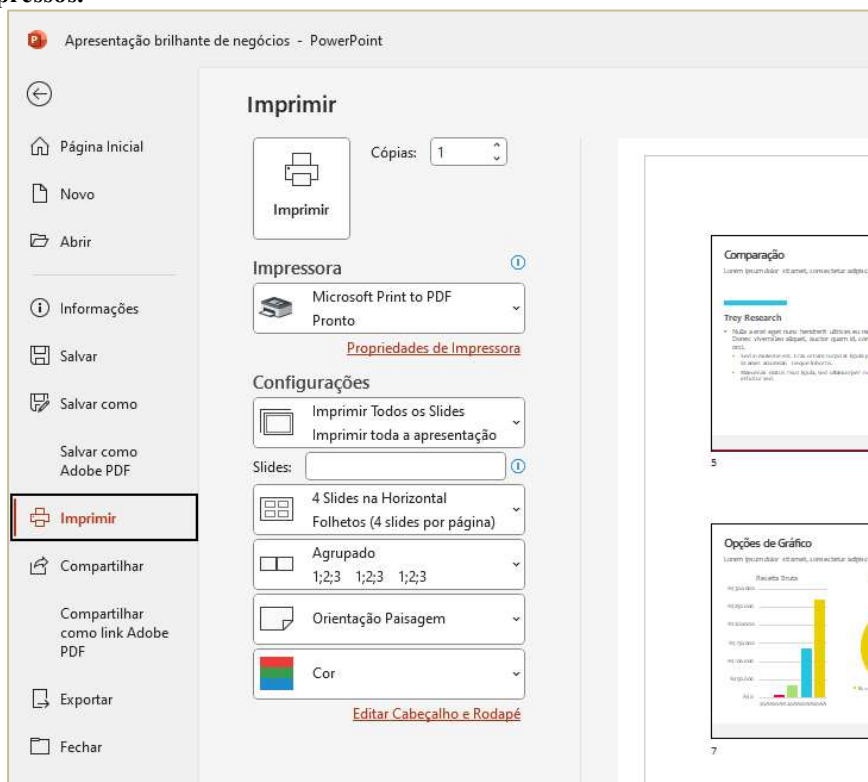 pressos.
Apresentação brilhante de negócios - PowerPoint
Imprimir
Página Inicial
Novo
Abrir
Informações
Salvar
Salvar como
Salvar como
Adobe PDF
Imprimir
Compartilhar
Compartilhar
como link Adobe
PDF
Exportar
Fechar
Cópias: 1
Imprimir
Impressora
Microsoft Print to PDF
Pronto
Propriedades de Impressora
Configurações
Imprimir Todos os Slides
Imprimir toda a apresentação
Slides:
4 Slides na Horizontal
Folhetos (4 slides por página)
Agrupado
1;2;3 1;2;3 1;2;3
Orientação Paisagem
Cor
Editar Cabeçalho e Rodapé
Comparação
Trey Research
5
Opções de Gráfico
Receita Bruta
7